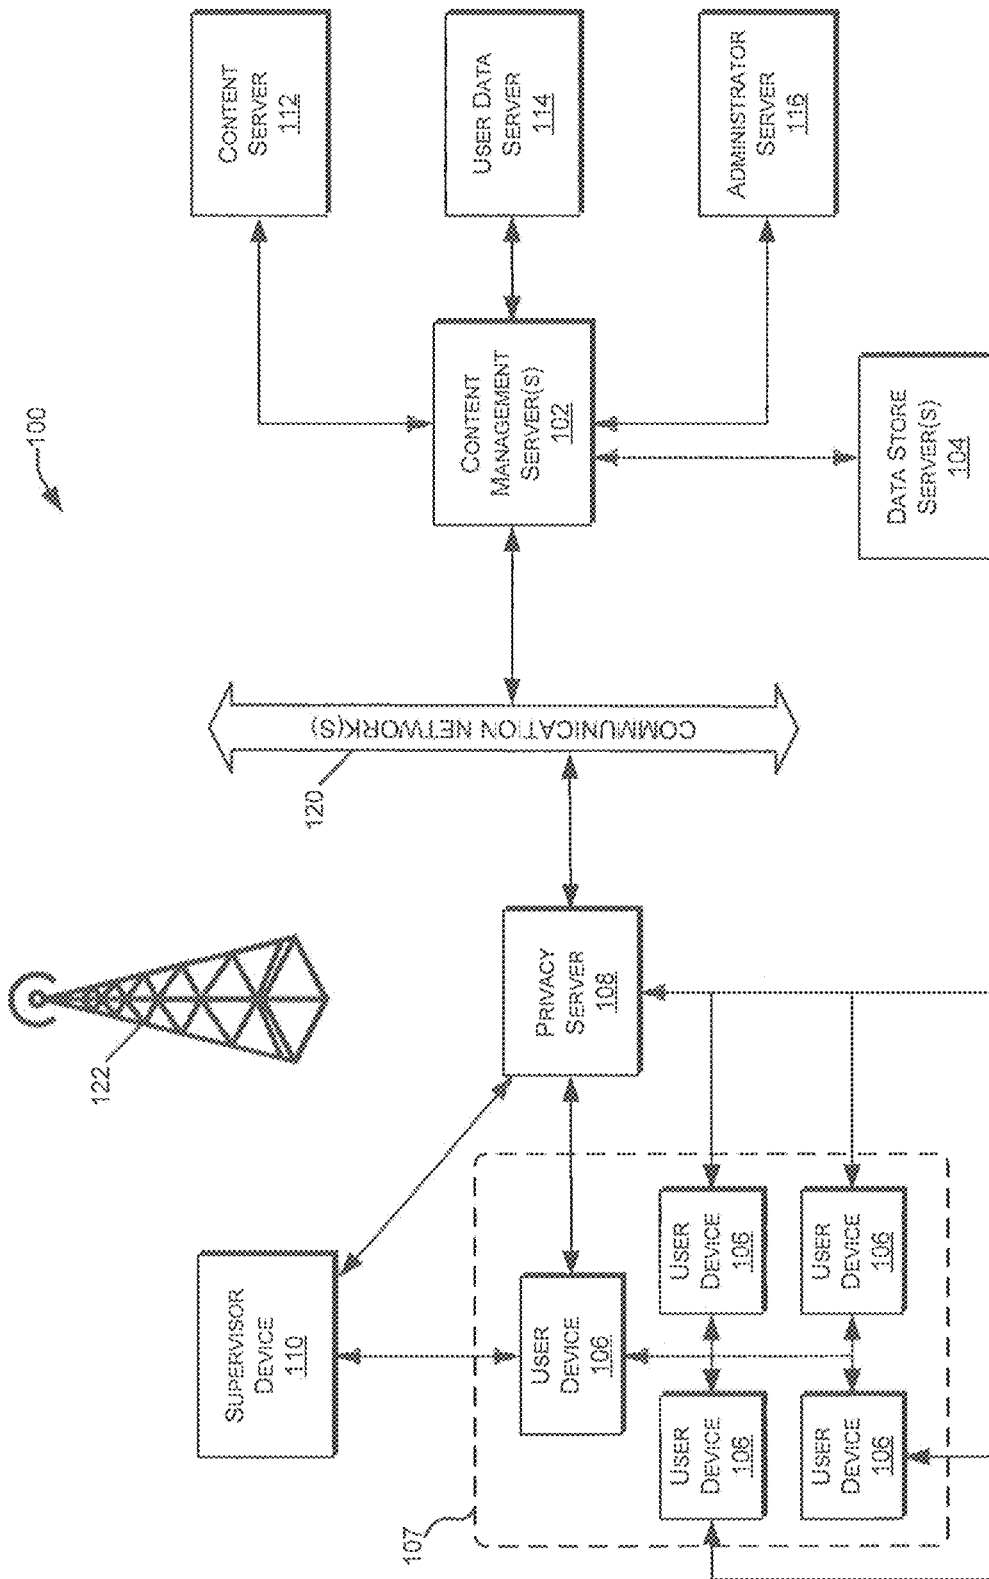 100
122
SUPERVISOR
DEVICE
110
CONTENT
SERVER
112
120
COMMUNICATION NETWORK(S)
107
USER
DEVICE
106
PRIVACY
SERVER
108
CONTENT
MANAGEMENT
SERVER(S)
102
USER DATA
SERVER
114
USER
DEVICE
106
USER
DEVICE
106
ADMINISTRATOR
SERVER
116
USER
DEVICE
106
USER
DEVICE
106
DATA STORE
SERVER(S)
104